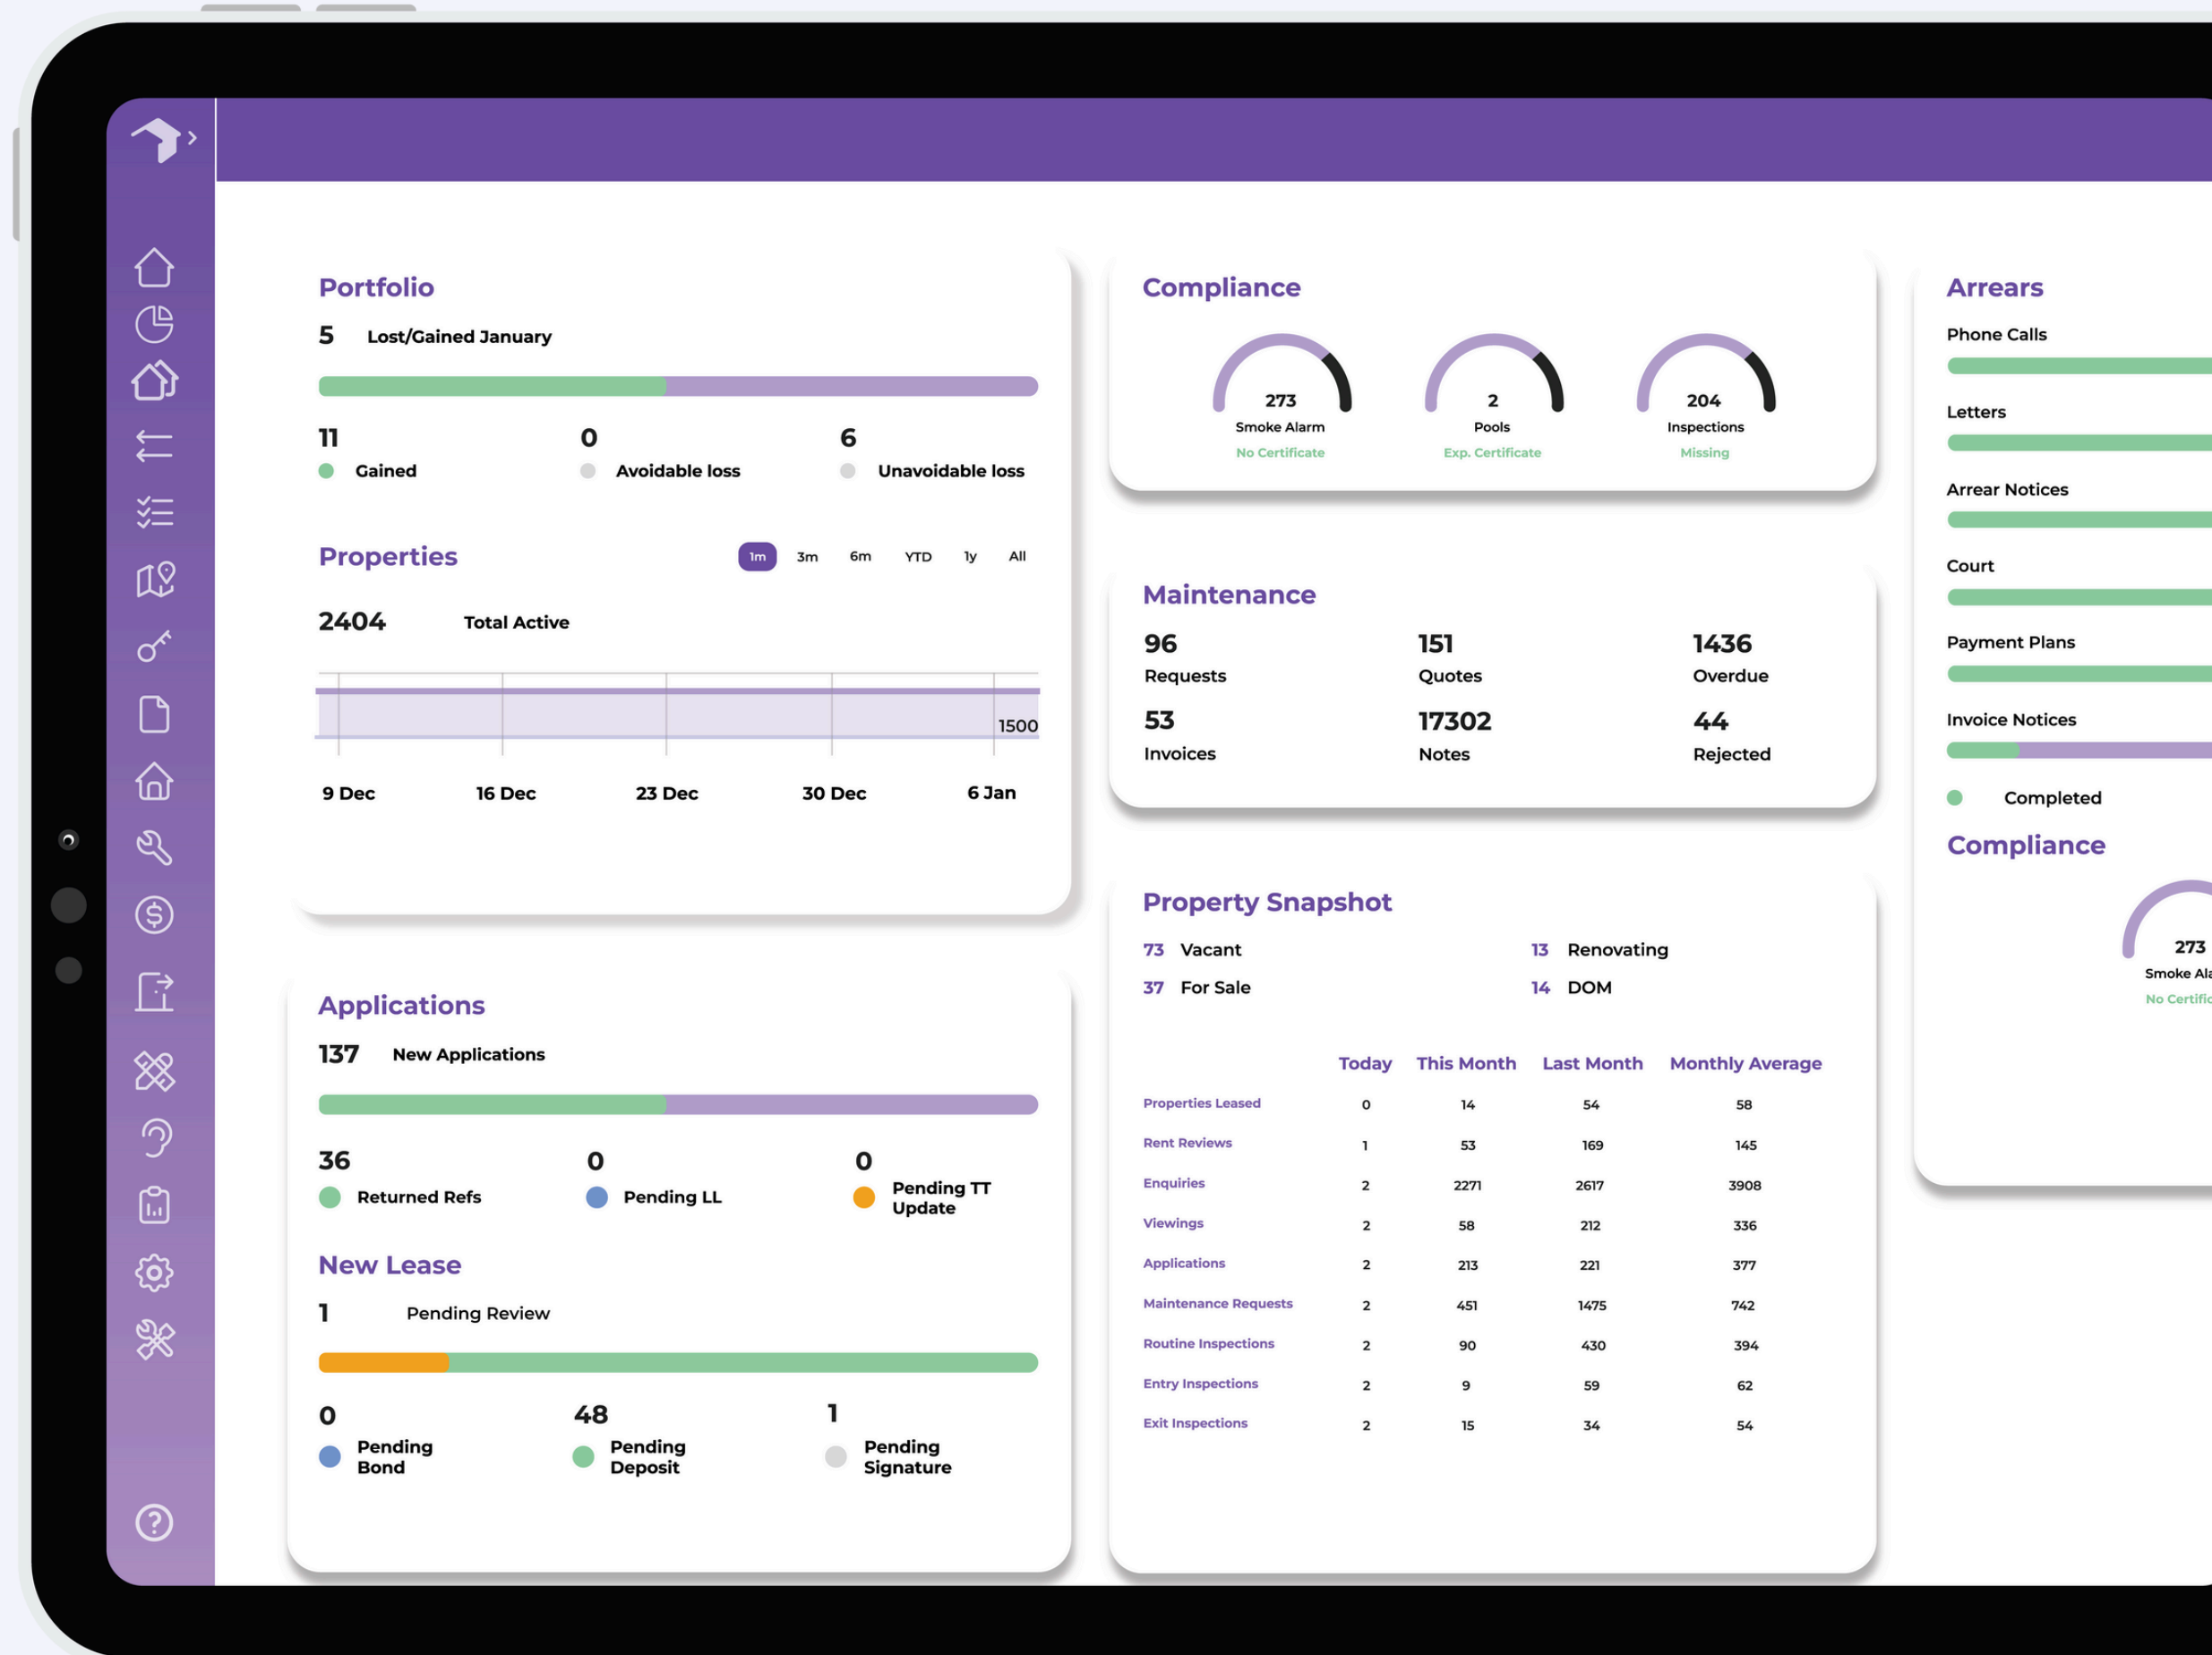 Portfolio
5 Lost/Gained January
11 0 6
Gained Avoidable loss Unavoidable loss
Properties 1m 3m 6m YTD 1y All
2404 Total Active
1500
9 Dec 16 Dec 23 Dec 30 Dec 6 Jan
Applications
137 New Applications
36 0 0
Returned Refs Pending LL Pending TT
Update
New Lease
1 Pending Review
0 48 1
Pending Pending Pending
Bond Deposit Signature
Compliance
273 2 204
Smoke Alarm Pools Inspections
No Certificate Exp. Certificate Missing
Maintenance
96 151 1436
Requests Quotes Overdue
53 17302 44
Invoices Notes Rejected
Property Snapshot
73 Vacant 13 Renovating
37 For Sale 14 DOM
Today This Month Last Month Monthly Average
Properties Leased 0 14 54 58
Rent Reviews 1 53 169 145
Enquiries 2 2271 2617 3908
Viewings 2 58 212 336
Applications 2 213 221 377
Maintenance Requests 2 451 1475 742
Routine Inspections 2 90 430 394
Entry Inspections 2 9 59 62
Exit Inspections 2 15 34 54
Arrears
Phone Calls
Letters
Arrear Notices
Court
Payment Plans
Invoice Notices
Completed
Compliance
273
Smoke
No